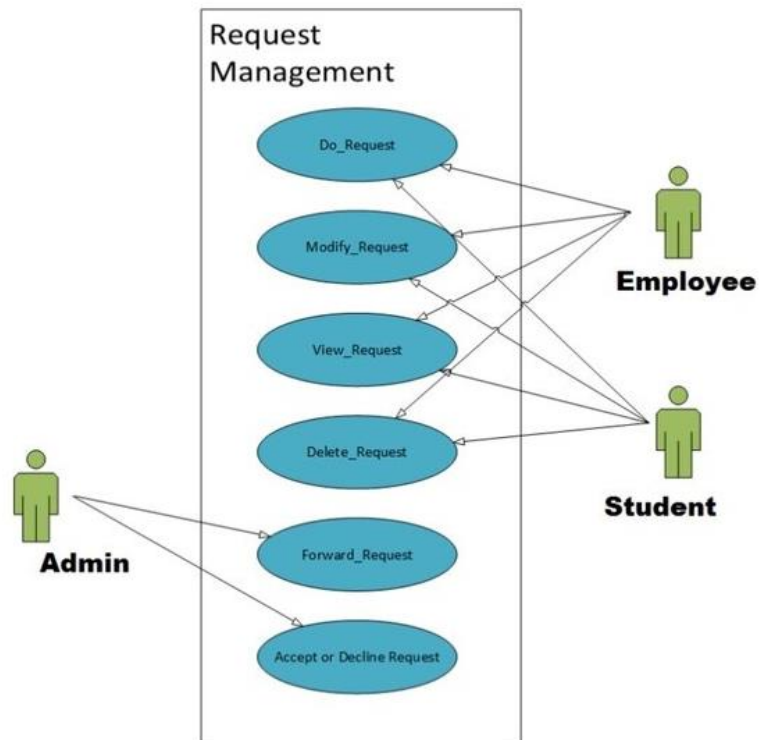 Request
Management
Do_Request
Modify_Request
View_Request
Delete_Request
Forward_Request
Accept or Decline Request
Employee
Student
Admin